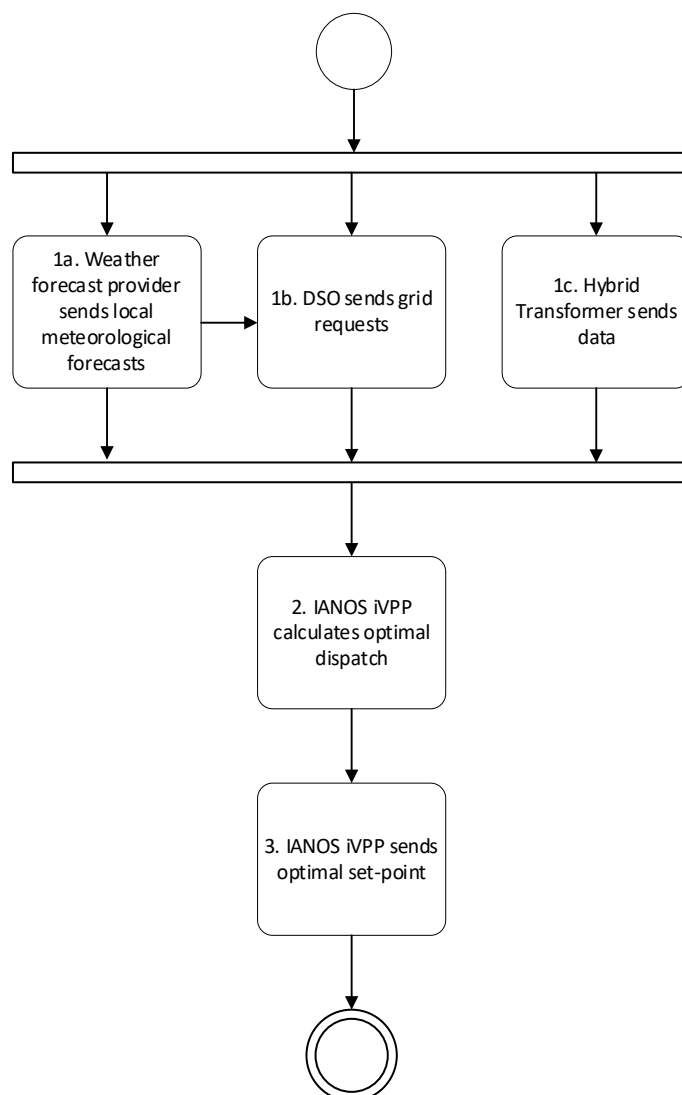 1a. Weather
forecast provider
sends local
meteorological
forecasts
1b. DSO sends grid
requests
1c. Hybrid
Transformer sends
data
2. IANOS iVPP
calculates optimal
dispatch
3. IANOS iVPP sends
optimal set-point